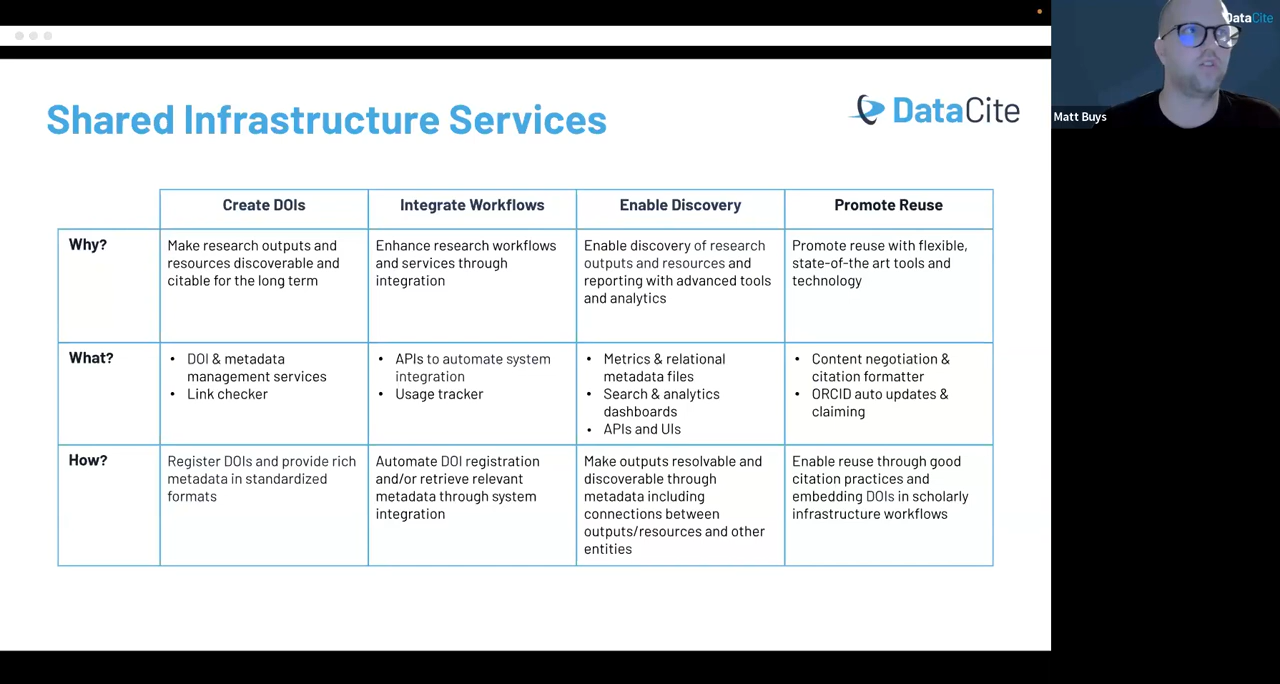 DataCite
Shared Infrastructure Services
DataCite
Matt Buys
Create DOIs
Integrate Workflows
Enable Discovery
Promote Reuse
Why?
Make research outputs and
resources discoverable and
citable for the long term
Enhance research workflows
and services through
integration
Enable discovery of research
outputs and resources and
reporting with advanced tools
and analytics
Promote reuse with flexible,
state-of-the art tools and
technology
What?
• DOI & metadata
management services
• Link checker
• APIs to automate system
integration
• Usage tracker
• Metrics & relational
metadata files
• Search & analytics
dashboards
• APIs and UIs
• Content negotiation &
citation formatter
• ORCID auto updates &
claiming
How?
Register DOIs and provide rich
metadata in standardized
formats
Automate DOI registration
and/or retrieve relevant
metadata through system
integration
Make outputs resolvable and
discoverable through
metadata including
connections between
outputs/resources and other
entities
Enable reuse through good
citation practices and
embedding DOIs in scholarly
infrastructure workflows